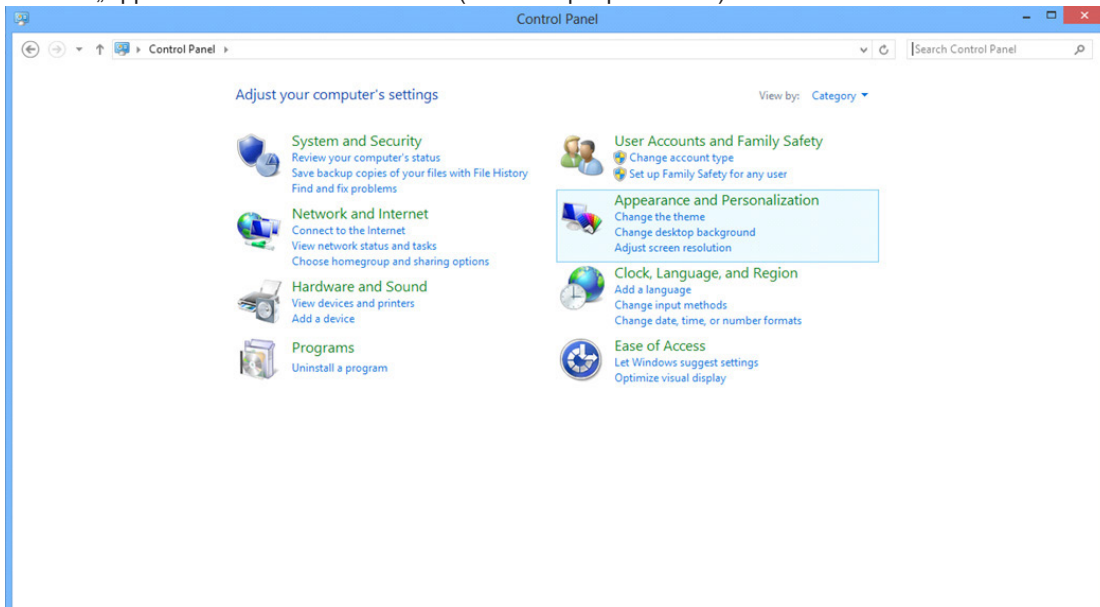 Control Panel
Control Panel
Search Control Panel
Adjust your computer's settings
View by: Category
System and Security
Review your computer's status
Save backup copies of your files with File History
Find and fix problems
Network and Internet
Connect to the Internet
View network status and tasks
Choose homegroup and sharing options
Hardware and Sound
View devices and printers
Add a device
Programs
Uninstall a program
User Accounts and Family Safety
Change account type
Set up Family Safety for any user
Appearance and Personalization
Change the theme
Change desktop background
Adjust screen resolution
Clock, Language, and Region
Add a language
Change input methods
Change date, time, or number formats
Ease of Access
Let Windows suggest settings
Optimize visual display